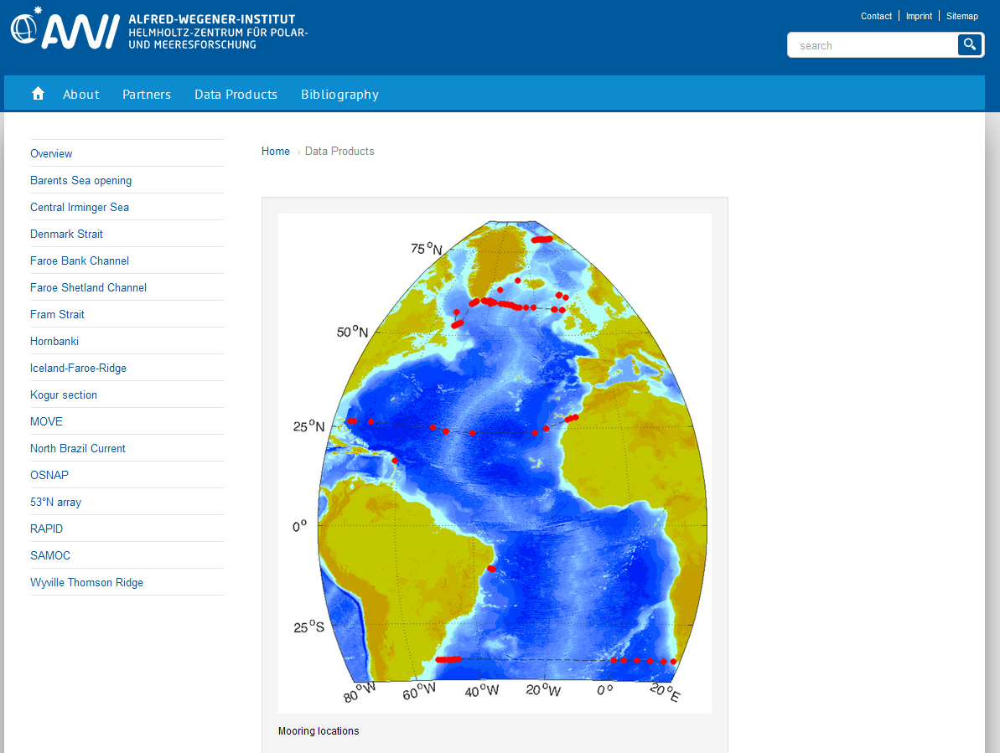 ALFRED-WEGENER-INSTITUT
HELMHOLTZ-ZENTRUM FÜR POLAR-
UND MEERESFORSCHUNG
AWI
Contact
Imprint
Sitemap
search
About
Partners
Data Products
Bibliography
Overview
Barents Sea opening
Central Irminger Sea
Denmark Strait
Faroe Bank Channel
Faroe Shetland Channel
Fram Strait
Hornbanki
Iceland-Faroe-Ridge
Kogur section
MOVE
North Brazil Current
OSNAP
53°N array
RAPID
SAMOC
Wyville Thomson Ridge
Home › Data Products
75°N
50°N
25°N
0°
25°S
80°W
60°W
40°W
20°W
0°
20°E
Mooring locations